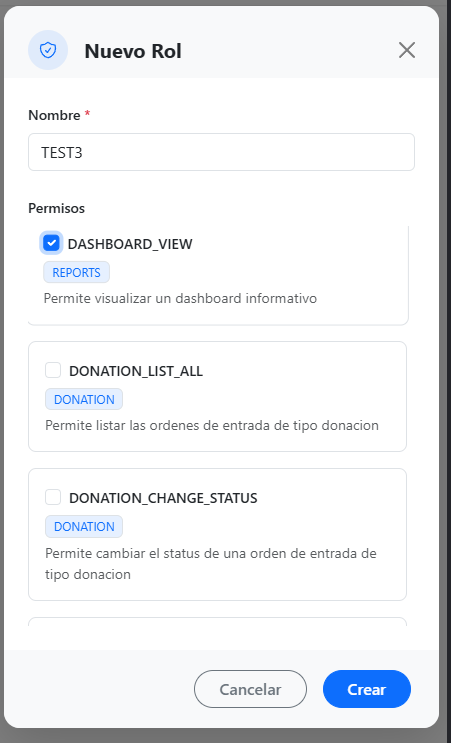 Nuevo Rol
Nombre *
TEST3
Permisos
DASHBOARD_VIEW
REPORTS
Permite visualizar un dashboard informativo
DONATION_LIST_ALL
DONATION
Permite listar las ordenes de entrada de tipo donacion
DONATION_CHANGE_STATUS
DONATION
Permite cambiar el status de una orden de entrada de
tipo donacion
Cancelar
Crear